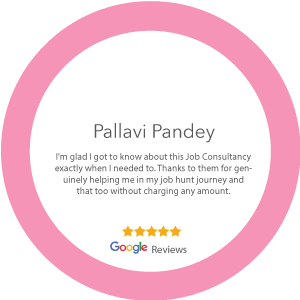 Pallavi Pandey
I'm glad I got to know about this Job Consultancy
exactly when I needed to. Thanks to them for gen-
uinely helping me in my job hunt journey and
that too without charging any amount.
Google Reviews